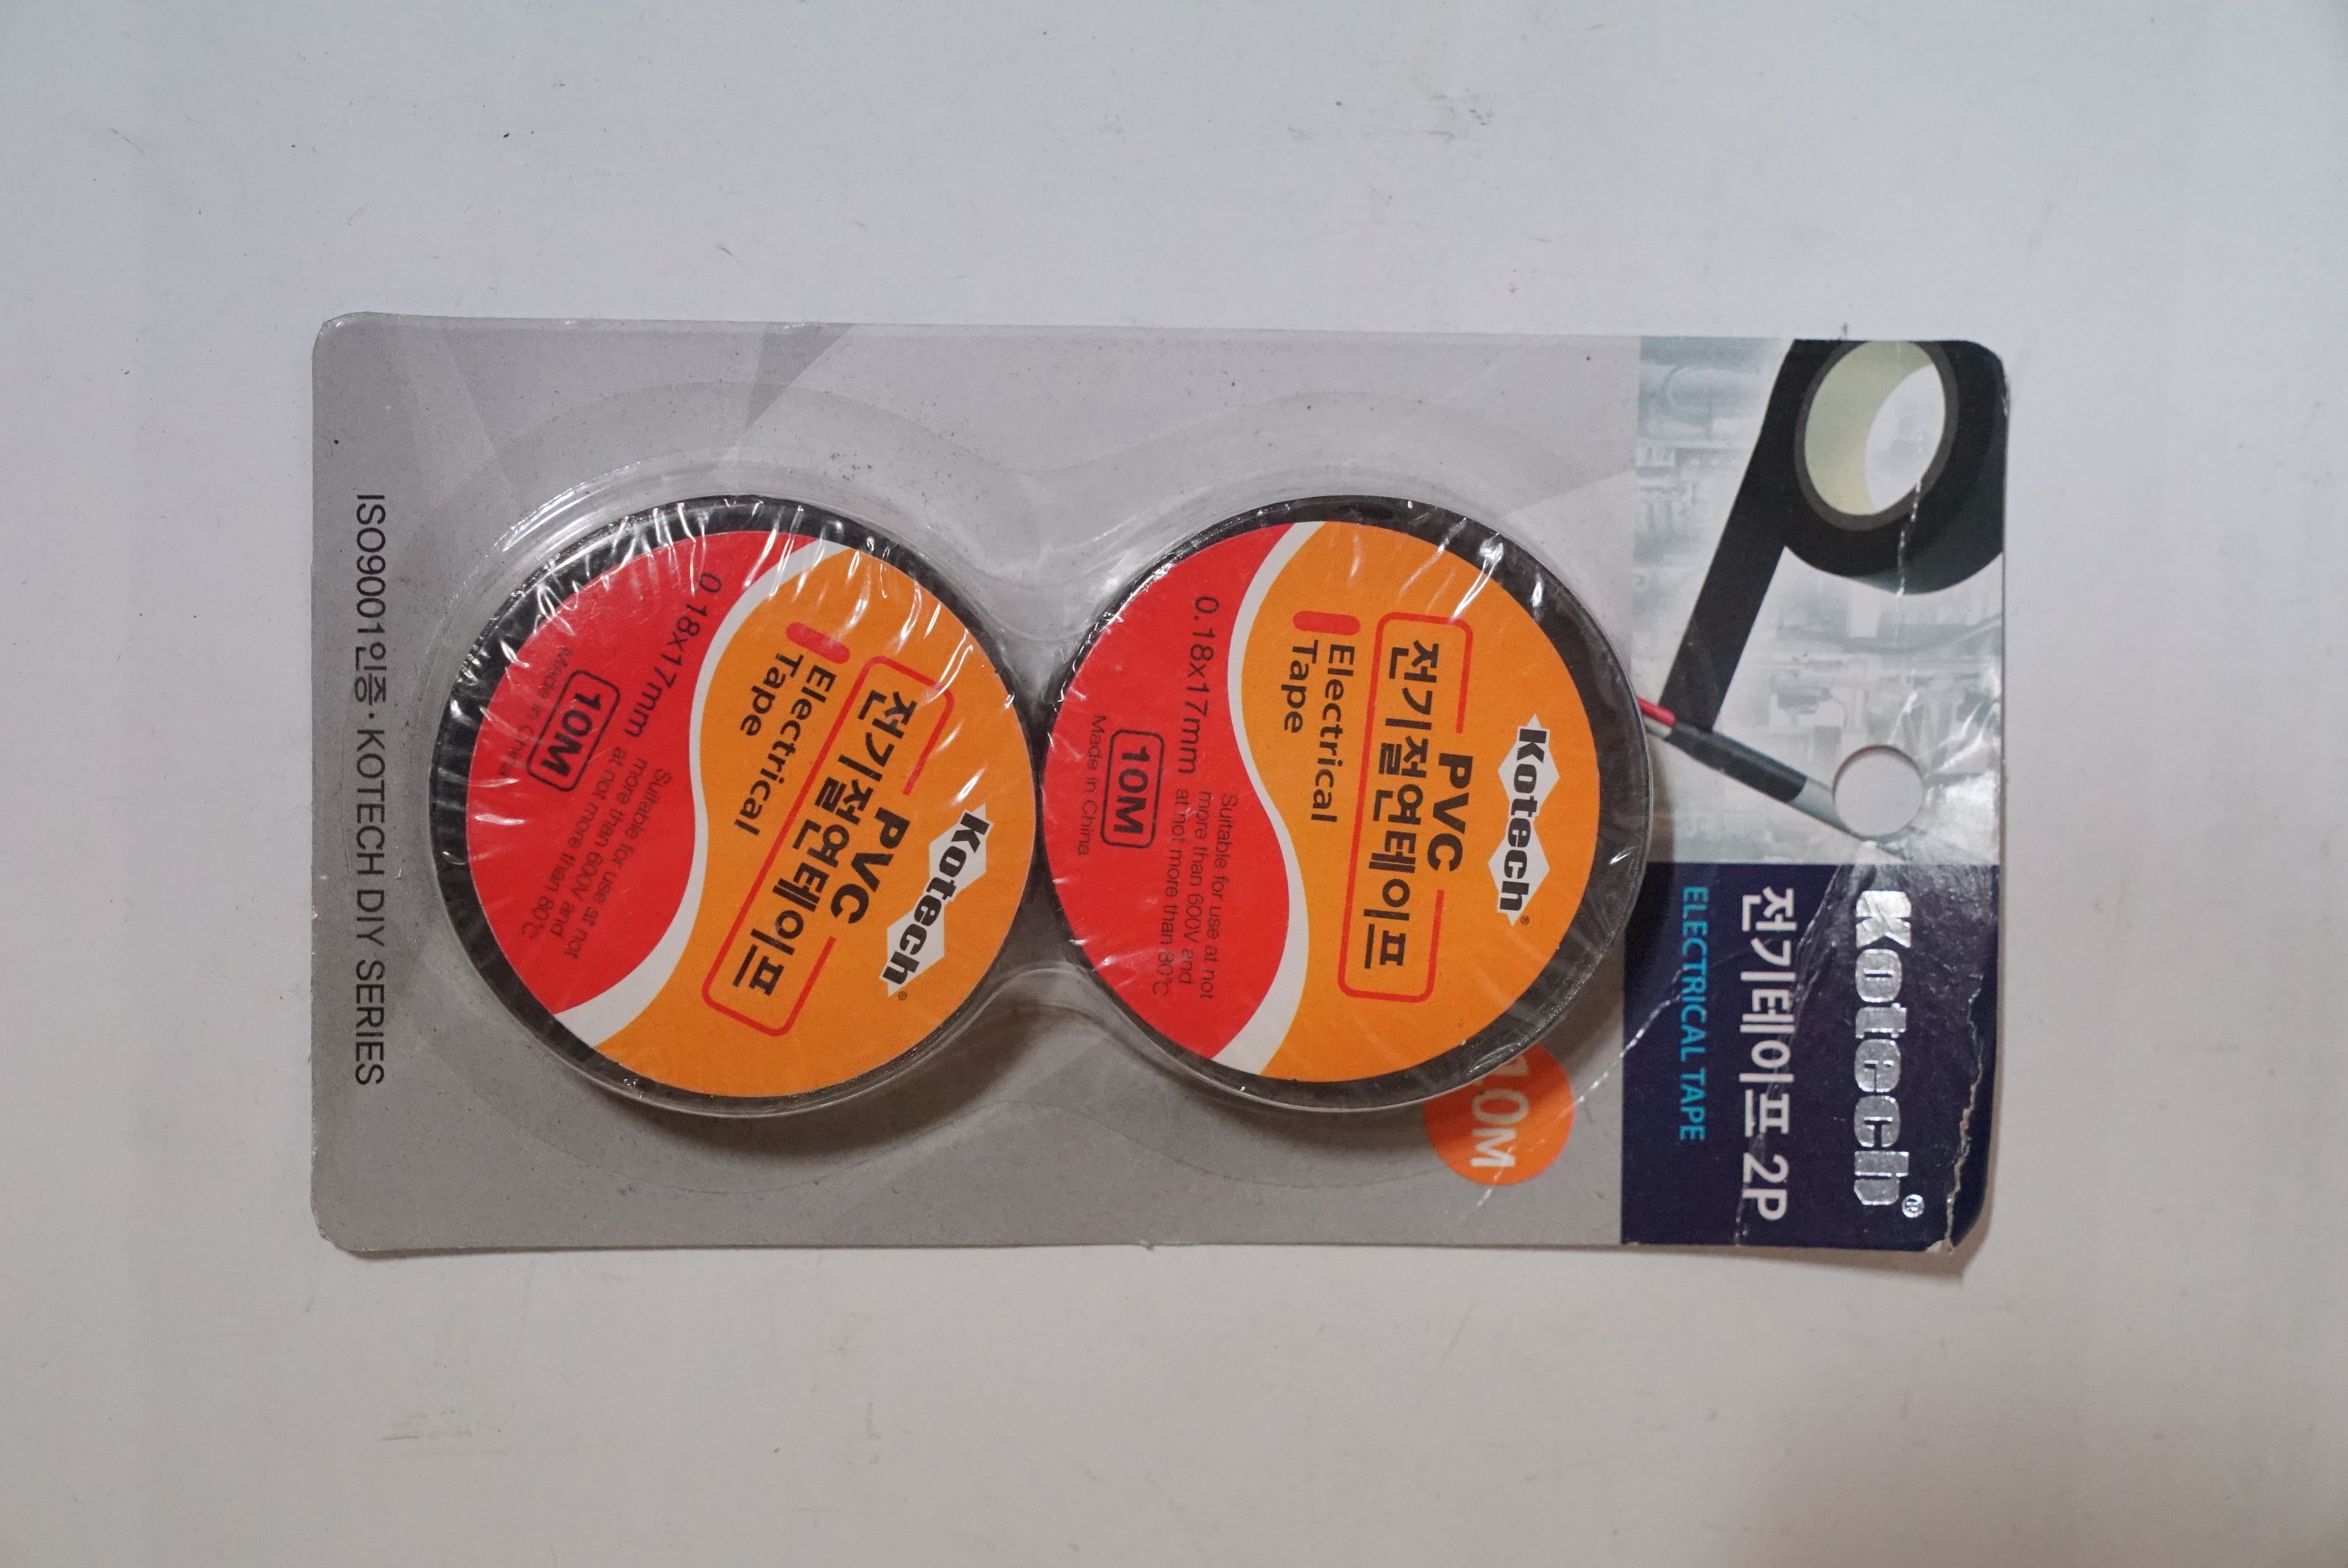 Kotech®
전기테이프 2P
ELECTRICAL TAPE
10M
Kotech®
PVC
전기절연테이프
Electrical
Tape
0.18x17mm
Suitable for use at not
more than 600V and
at not more than 80℃
10M
Made in China
Kotech®
PVC
전기절연테이프
Electrical
Tape
0.18x17mm
Suitable for use at not
more than 600V and
at not more than 80℃
10M
Made in China
ISO9001인증·KOTECH DIY SERIES